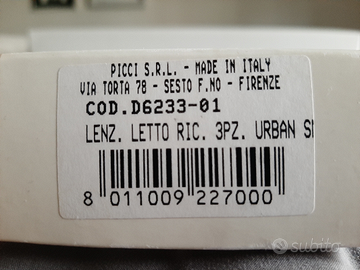 PICCI S.R.L. - MADE IN ITALY
VIA TORTA 78 - SESTO F.NO - FIRENZE
COD.D6233-01
LENZ. LETTO RIC. 3PZ. URBAN
8 011009 227000
subito